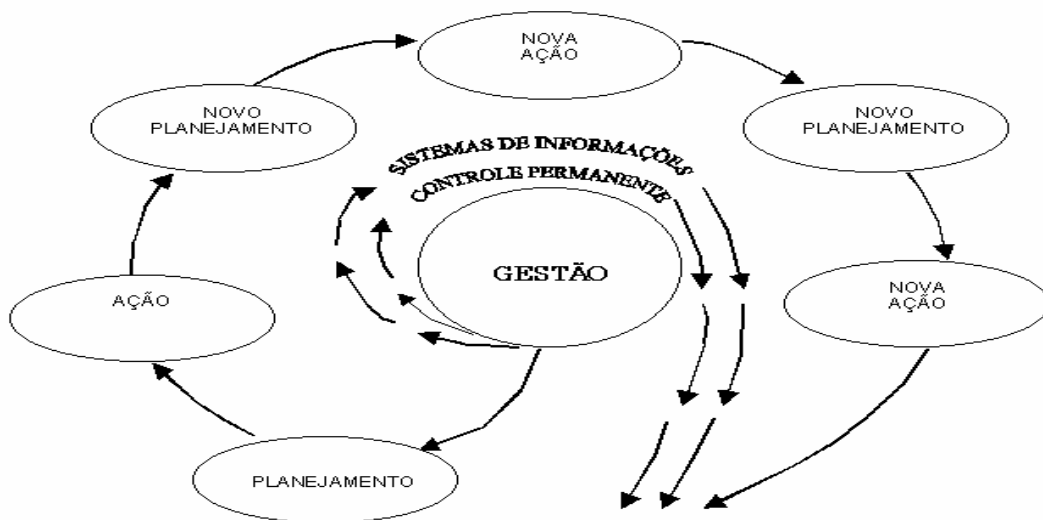 NOVA
AÇÃO
NOVO
PLANEJAMENTO
NOVO
PLANEJAMENTO
SISTEMAS DE INFORMAÇÕES
CONTROLE PERMANENTE
GESTÃO
AÇÃO
NOVA
AÇÃO
PLANEJAMENTO